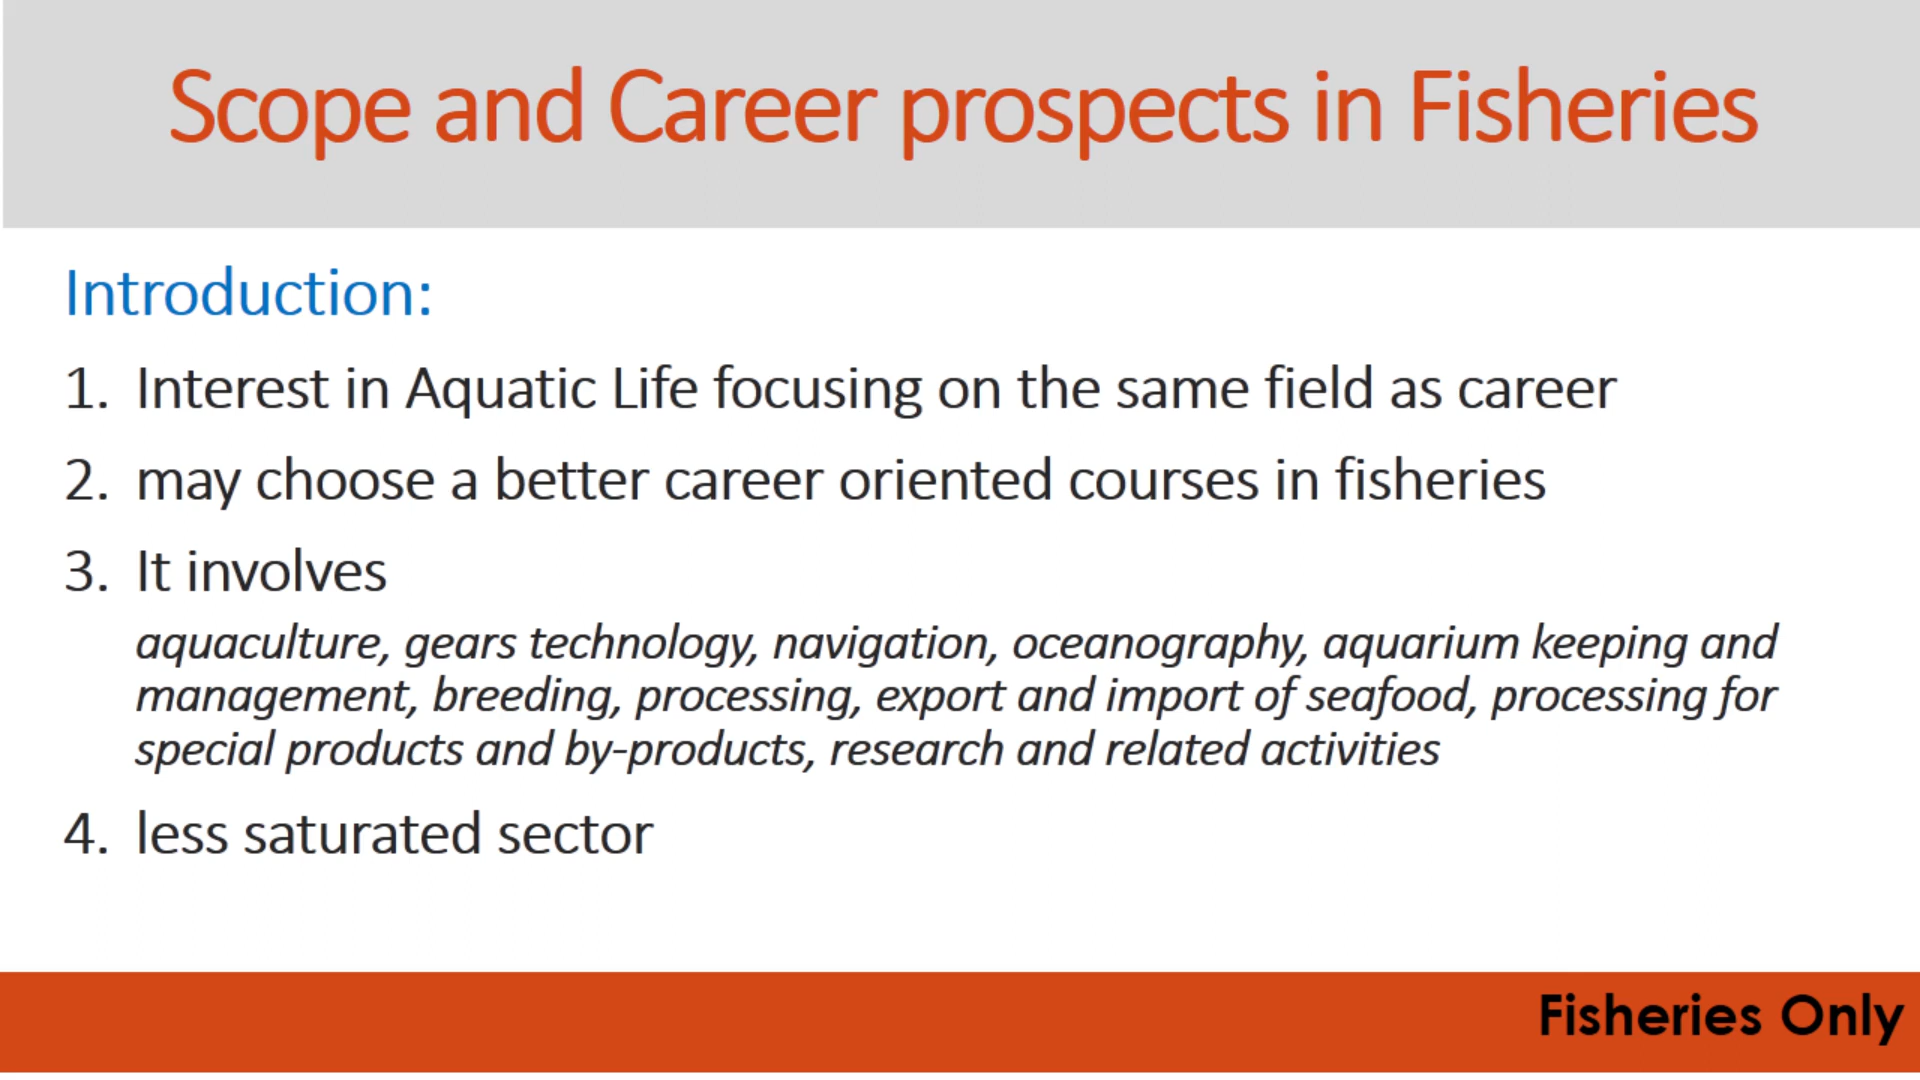 Scope and Career prospects in Fisheries
Introduction:
1. Interest in Aquatic Life focusing on the same field as career
2. may choose a better career oriented courses in fisheries
3. It involves
aquaculture, gears technology, navigation, oceanography, aquarium keeping and
management, breeding, processing, export and import of seafood, processing for
special products and by-products, research and related activities
4. less saturated sector
Fisheries Only